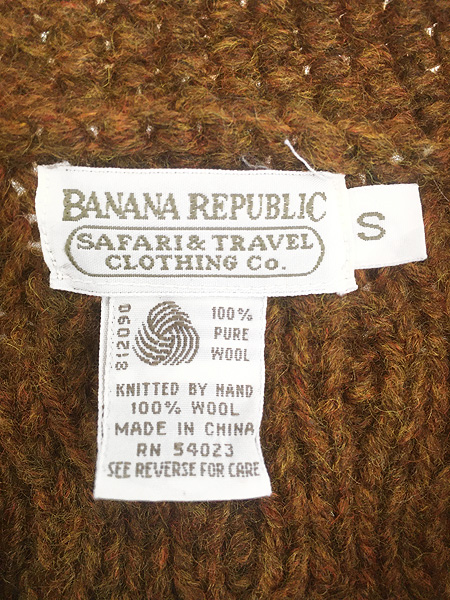 BANANA REPUBLIC
SAFARI & TRAVEL
CLOTHING CO.
S
812090
100%
PURE
WOOL
KNITTED BY HAND
100% WOOL
MADE IN CHINA
RN 54023
SEE REVERSE FOR CARE